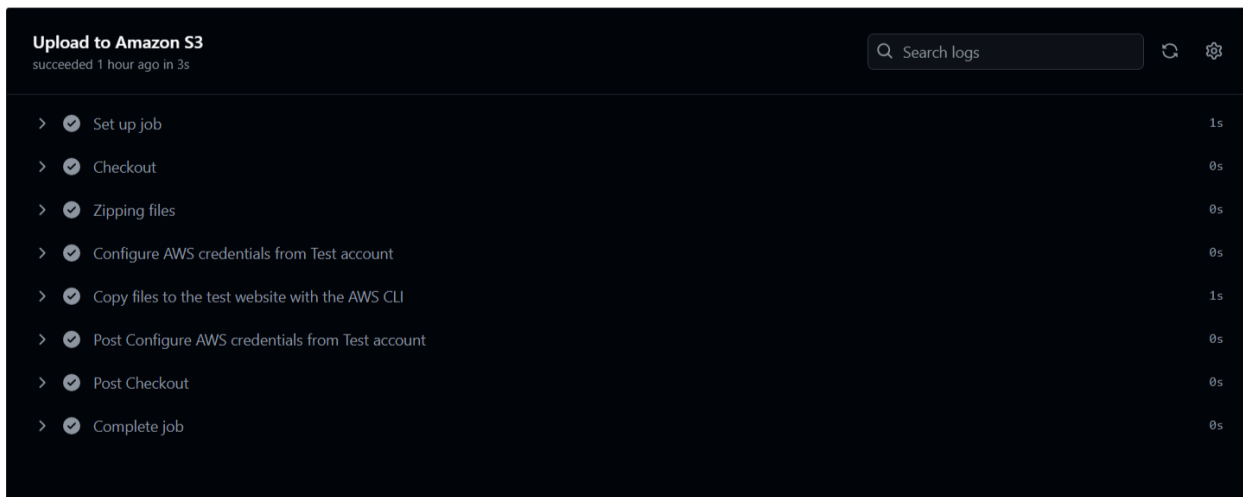 Upload to Amazon S3
succeeded 1 hour ago in 3s
Search logs
Set up job 1s
Checkout 0s
Zipping files 0s
Configure AWS credentials from Test account 0s
Copy files to the test website with the AWS CLI 1s
Post Configure AWS credentials from Test account 0s
Post Checkout 0s
Complete job 0s